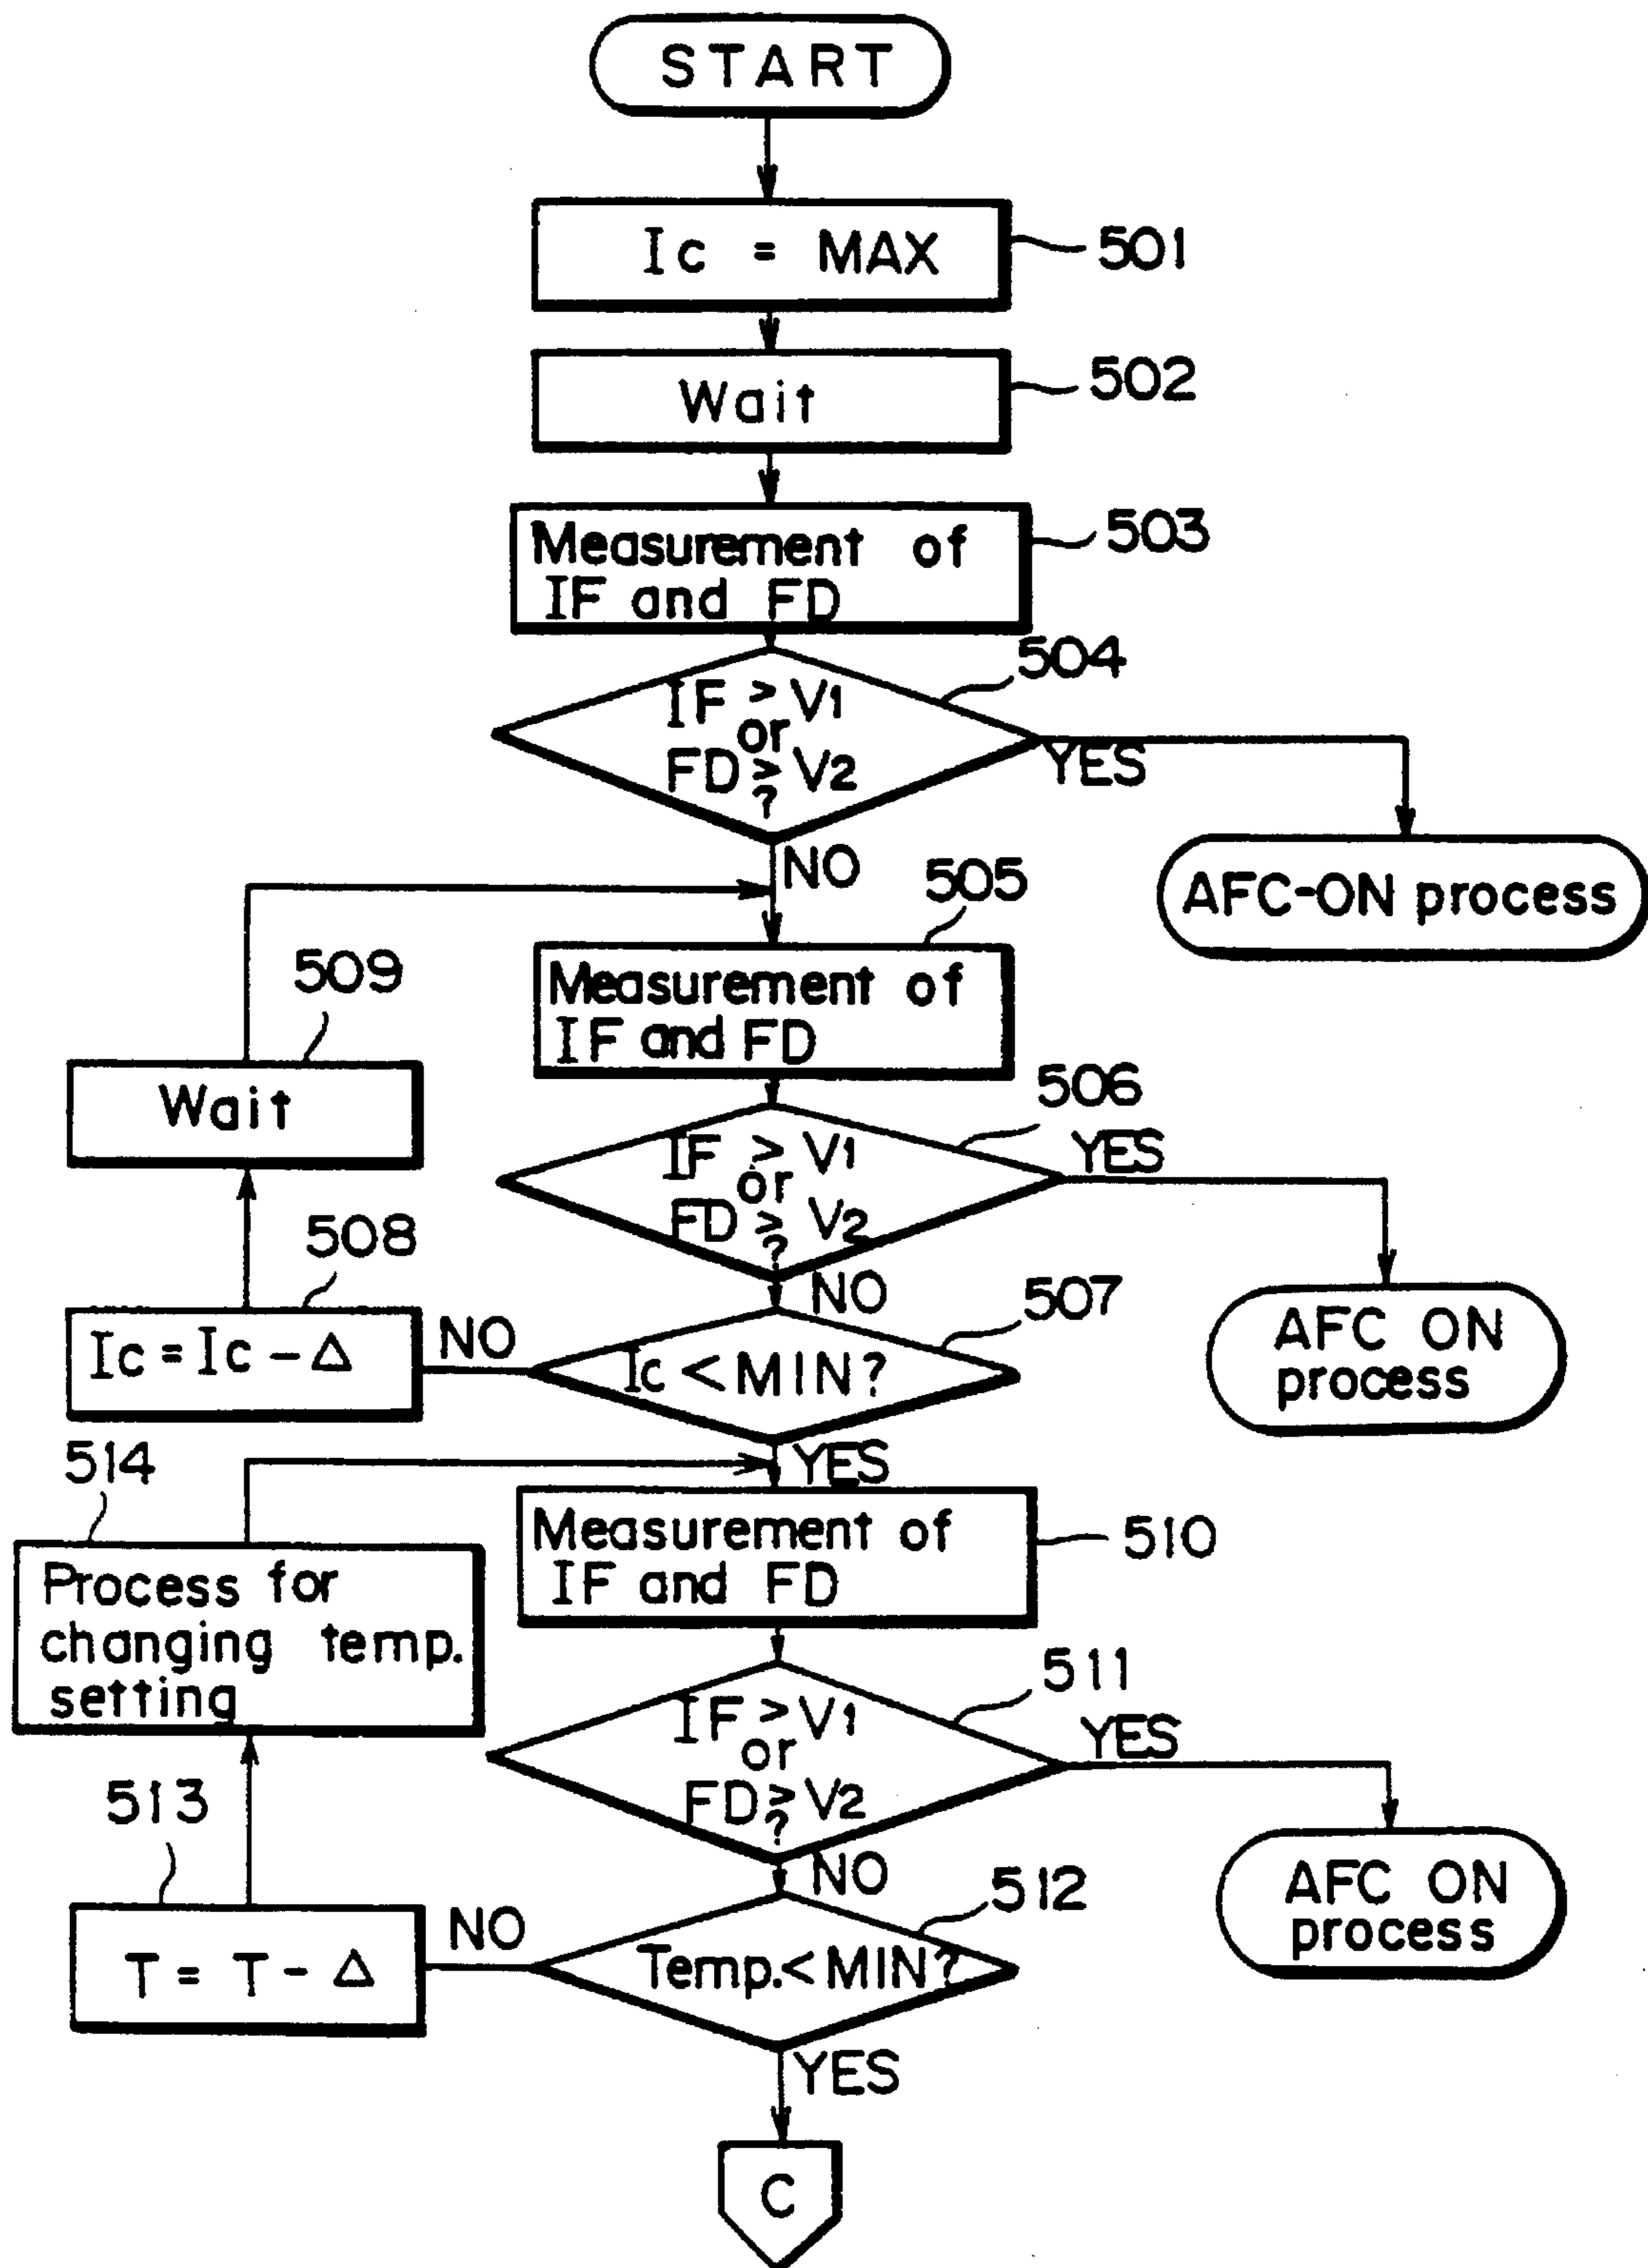 START
Ic = MAX
501
Wait
502
Measurement of
IF and FD
503
504
IF > V1
or
FD ≥ V2
?
YES
NO
AFC-ON process
505
Measurement of
IF and FD
509
Wait
506
IF > V1
or
FD ≥ V2
?
YES
NO
508
Ic = Ic - Δ
NO
507
Ic < MIN?
AFC ON
process
YES
514
Process for
changing temp.
setting
Measurement of
IF and FD
510
511
IF > V1
or
FD ≥ V2
?
YES
NO
513
T = T - Δ
NO
512
Temp. < MIN?
AFC ON
process
YES
C